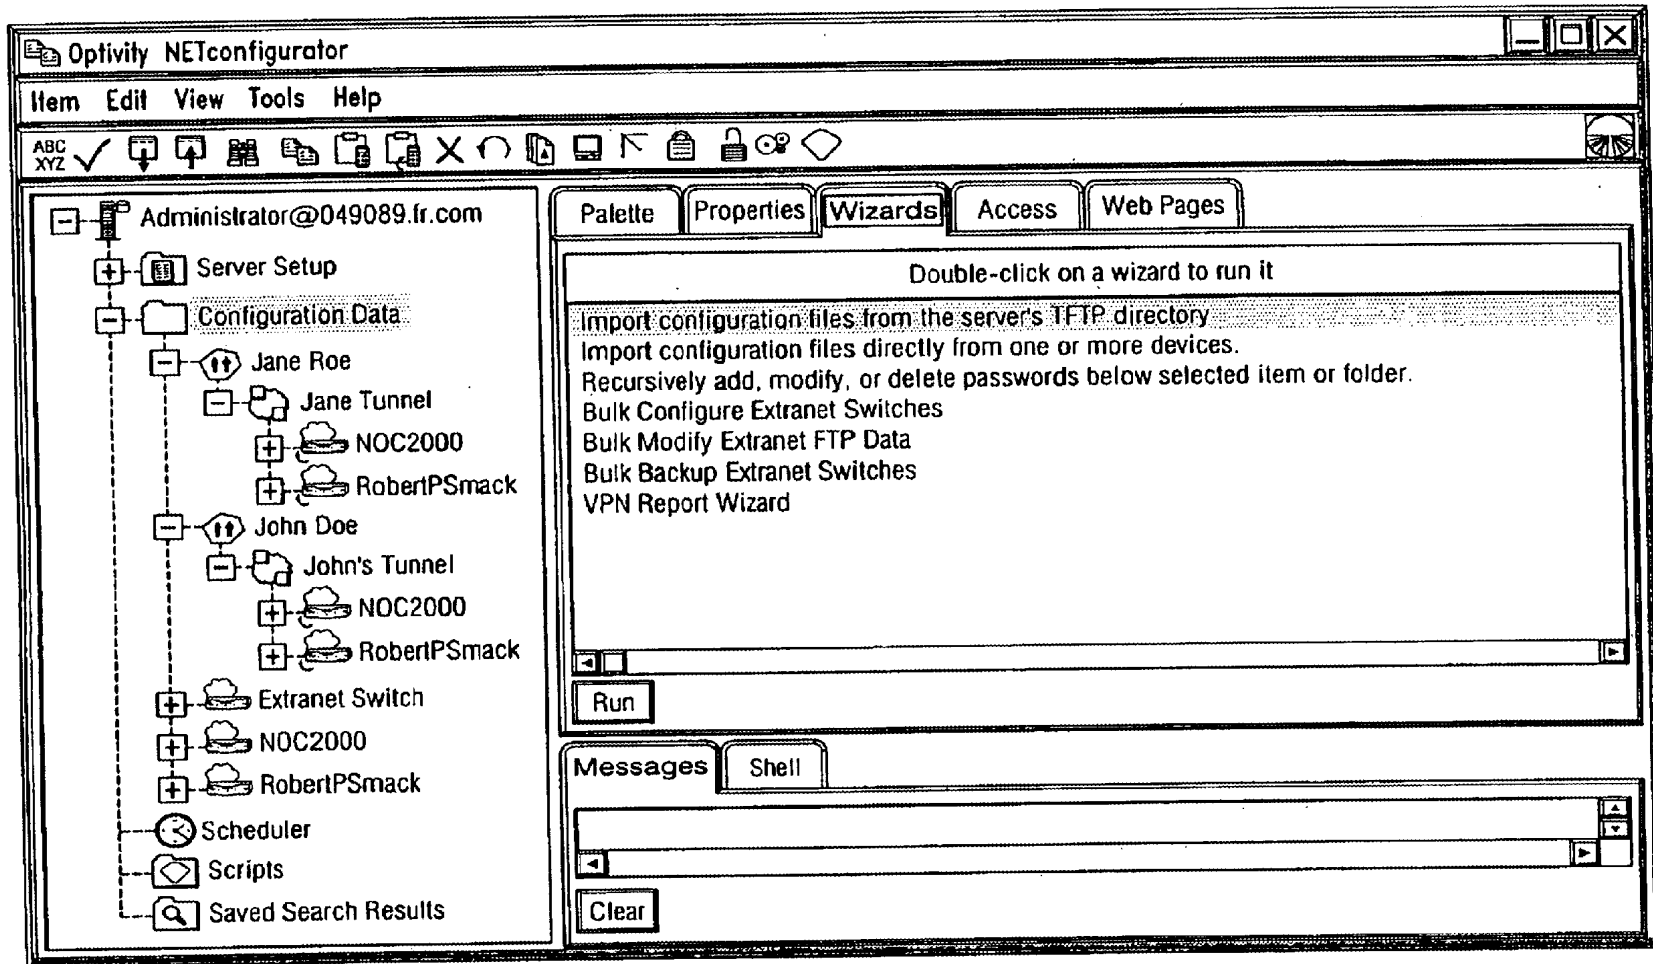 Optivity NETconfigurator
Item Edit View Tools Help
ABC
XYZ
Administrator@049089.fr.com
Server Setup
Configuration Data
Jane Roe
Jane Tunnel
NOC2000
RobertPSmack
John Doe
John's Tunnel
NOC2000
RobertPSmack
Extranet Switch
NOC2000
RobertPSmack
Scheduler
Scripts
Saved Search Results
Palette Properties Wizards Access Web Pages
Double-click on a wizard to run it
Import configuration files from the server's TFTP directory
Import configuration files directly from one or more devices.
Recursively add, modify, or delete passwords below selected item or folder.
Bulk Configure Extranet Switches
Bulk Modify Extranet FTP Data
Bulk Backup Extranet Switches
VPN Report Wizard
Run
Messages Shell
Clear